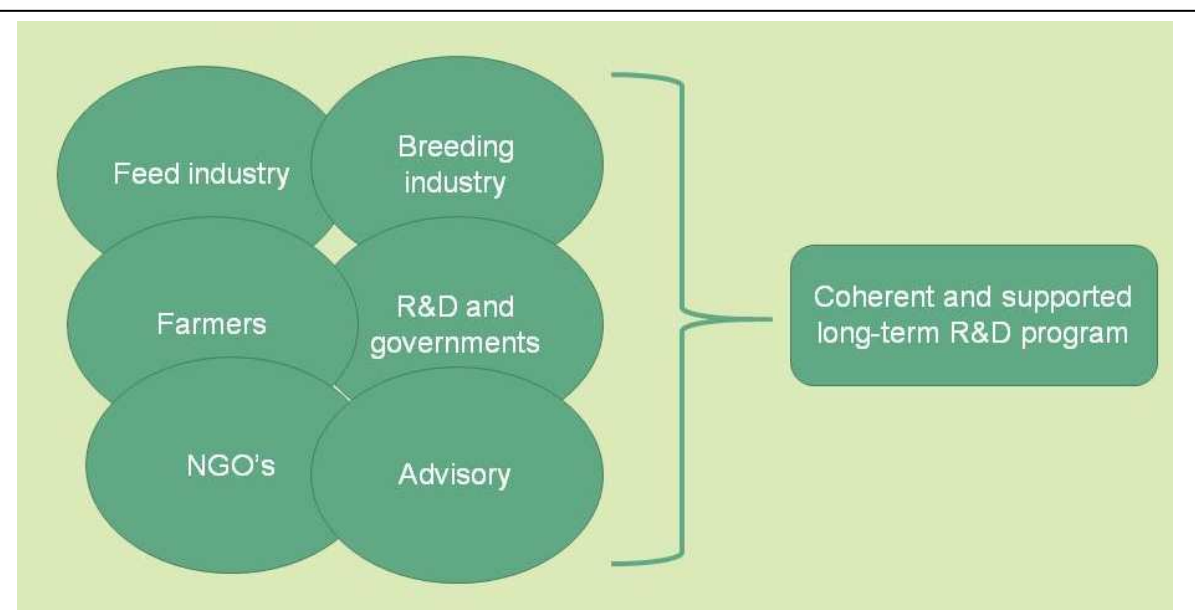 Feed industry
Breeding
industry
Farmers
R&D and
governments
NGO's
Advisory
Coherent and supported
long-term R&D program